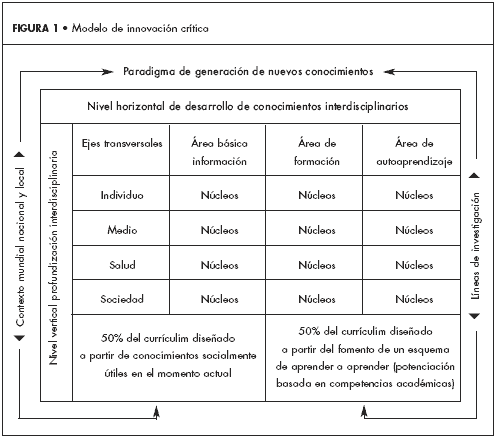 FIGURA 1 • Modelo de innovación crítica
Paradigma de generación de nuevos conocimientos
Nivel horizontal de desarrollo de conocimientos interdisciplinarios
Contexto mundial nacional y local
Nivel vertical profundización interdisciplinario
Ejes transversales
Área básica
información
Área de
formación
Área de
autoaprendizaje
Individuo
Núcleos
Núcleos
Núcleos
Medio
Núcleos
Núcleos
Núcleos
Salud
Núcleos
Núcleos
Núcleos
Sociedad
Núcleos
Núcleos
Núcleos
50% del currículim diseñado
a partir de conocimientos socialmente
útiles en el momento actual
50% del currículim diseñado
a partir del fomento de un esquema
de aprender a aprender (potenciación
basada en competencias académicas)
Líneas de investigación